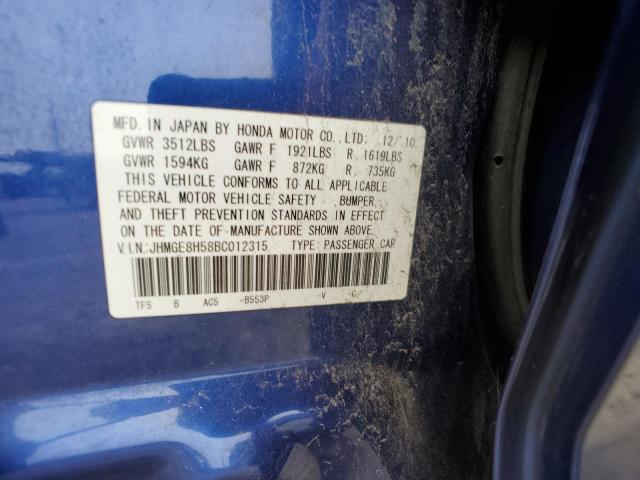 MFD. IN JAPAN BY HONDA MOTOR CO., LTD. 12/'10
GVWR 3512LBS GAWR F 1921LBS R 1619LBS
GVWR 1594KG GAWR F 872KG R 735KG
THIS VEHICLE CONFORMS TO ALL APPLICABLE
FEDERAL MOTOR VEHICLE SAFETY, BUMPER,
AND THEFT PREVENTION STANDARDS IN EFFECT
ON THE DATE OF MANUFACTURE SHOWN ABOVE.
V.I.N.:JHMGE8H58BC012315 TYPE: PASSENGER CAR
TF5 B AC5 -B553P -V -C